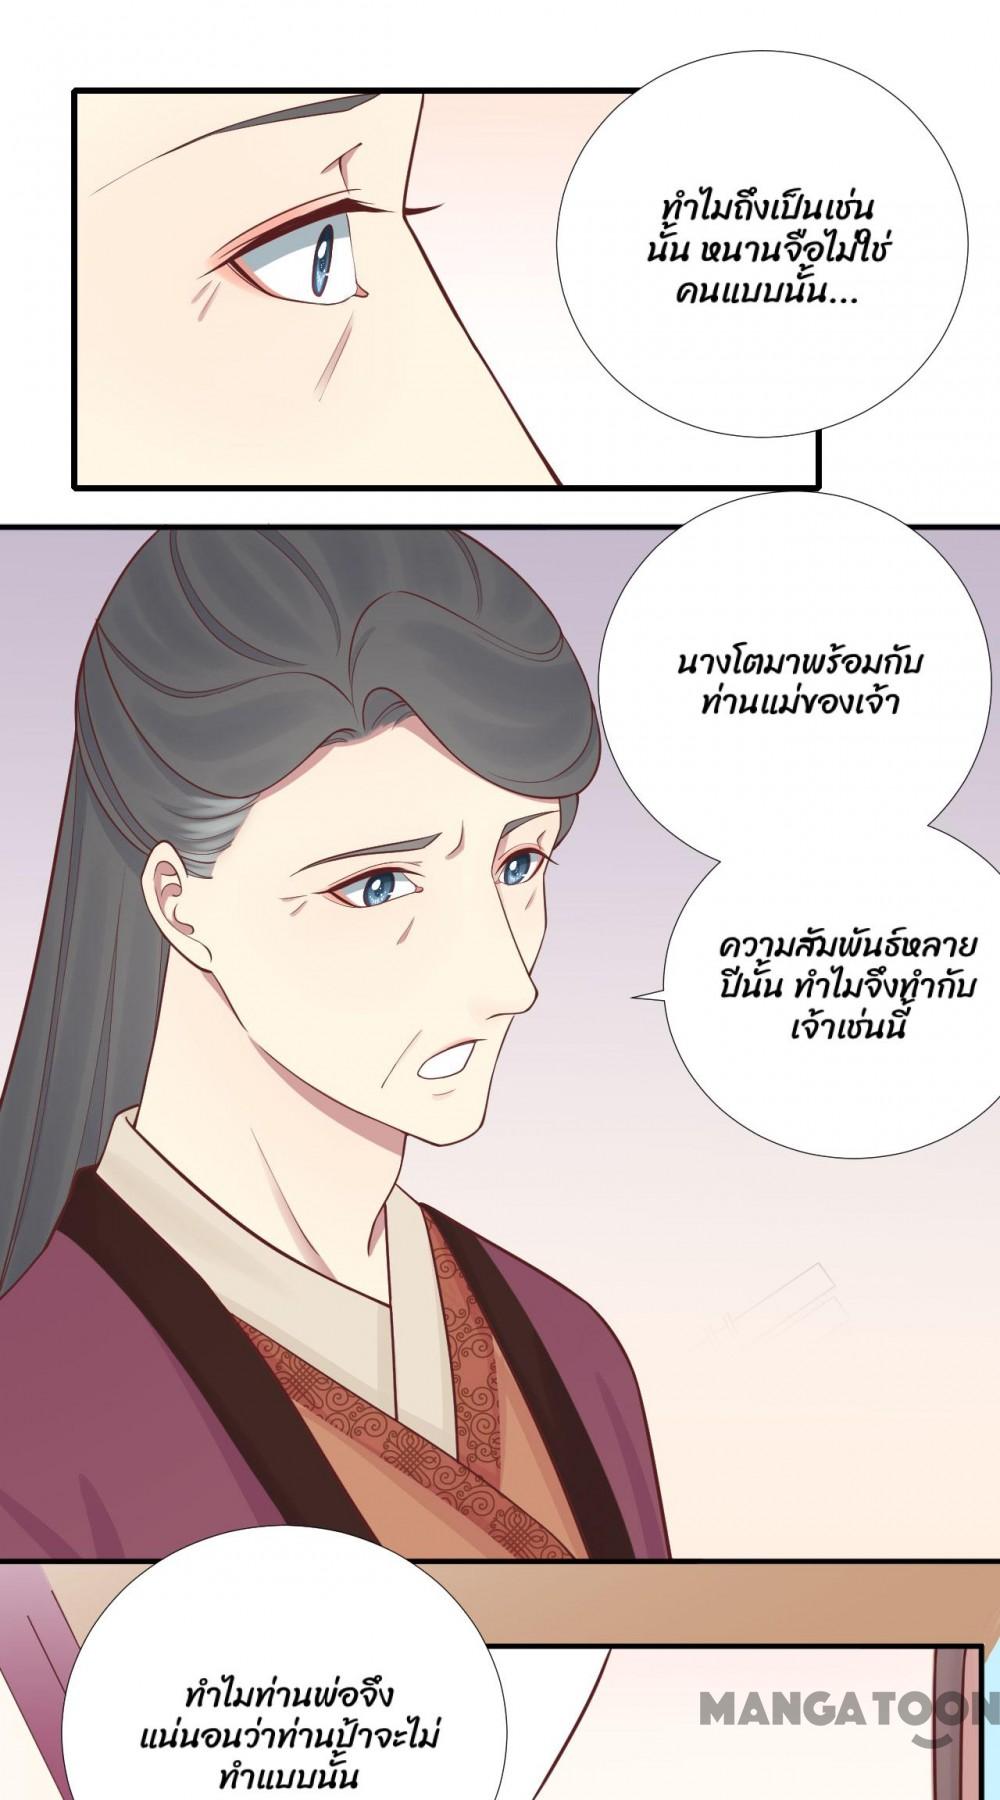 ทำไมถึงเป็นเช่น
นั้น หนานจือไม่ใช่
คนแบบนั้น...
นางโตมาพร้อมกับ
ท่านแม่ของเจ้า
ความสัมพันธ์หลาย
ปีนั้น ทำไมจึงทำกับ
เจ้าเช่นนี้
ทำไมท่านพ่อจึง
แน่นอนว่าท่านป้าจะไม่
ทำแบบนั้น
MANGATOON